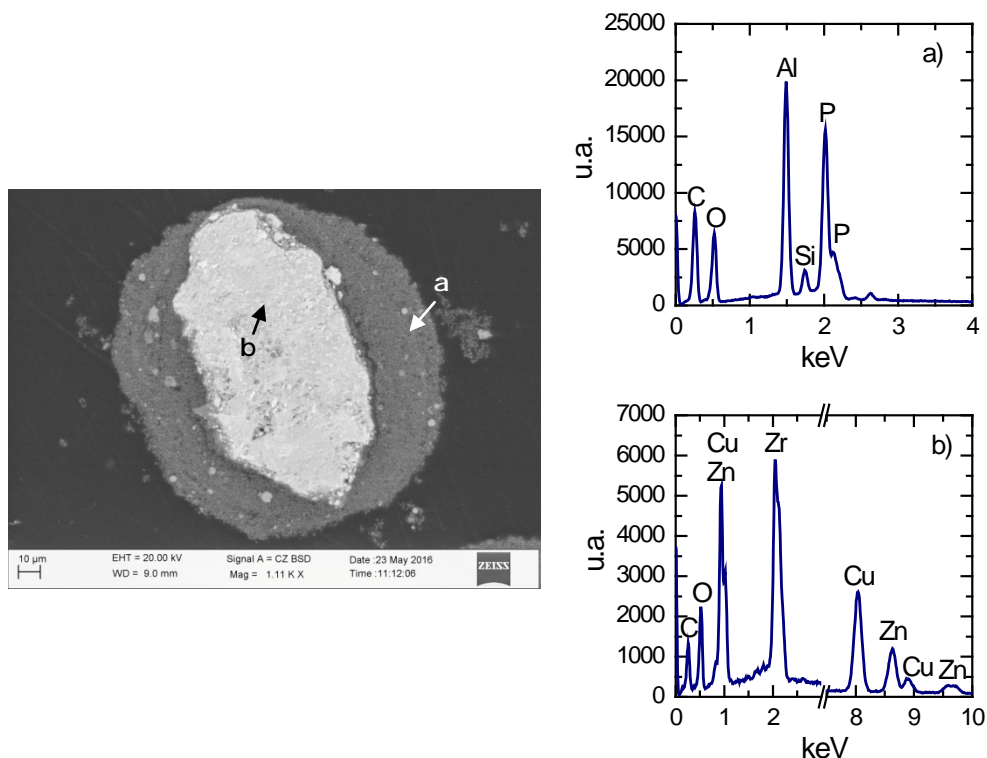 a
b
10 µm
EHT = 20.00 kV
Signal A = CZ BSD
Date :23 May 2016
WD = 9.0 mm
Mag = 1.11 K X
Time :11:12:06
ZEISS
25000
20000
15000
10000
5000
0
u.a.
a)
Al
P
C
O
Si
P
0 1 2 3 4
keV
7000
6000
5000
4000
3000
2000
1000
0
u.a.
b)
Cu
Zn
Zr
C
O
Cu
Zn
Cu
Zn
0 1 2 8 9 10
keV